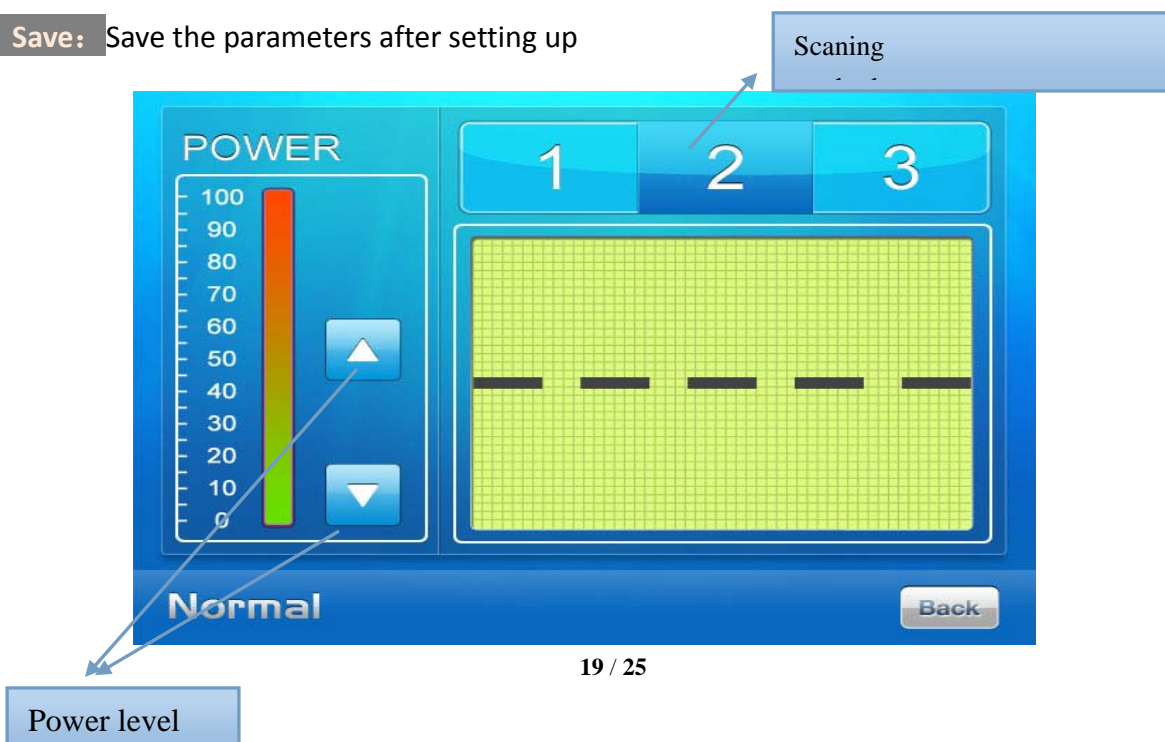 Save：Save the parameters after setting up
Scaning
POWER
1 2 3
100
90
80
70
60
50
40
30
20
10
0
Normal
Back
19 / 25
Power level